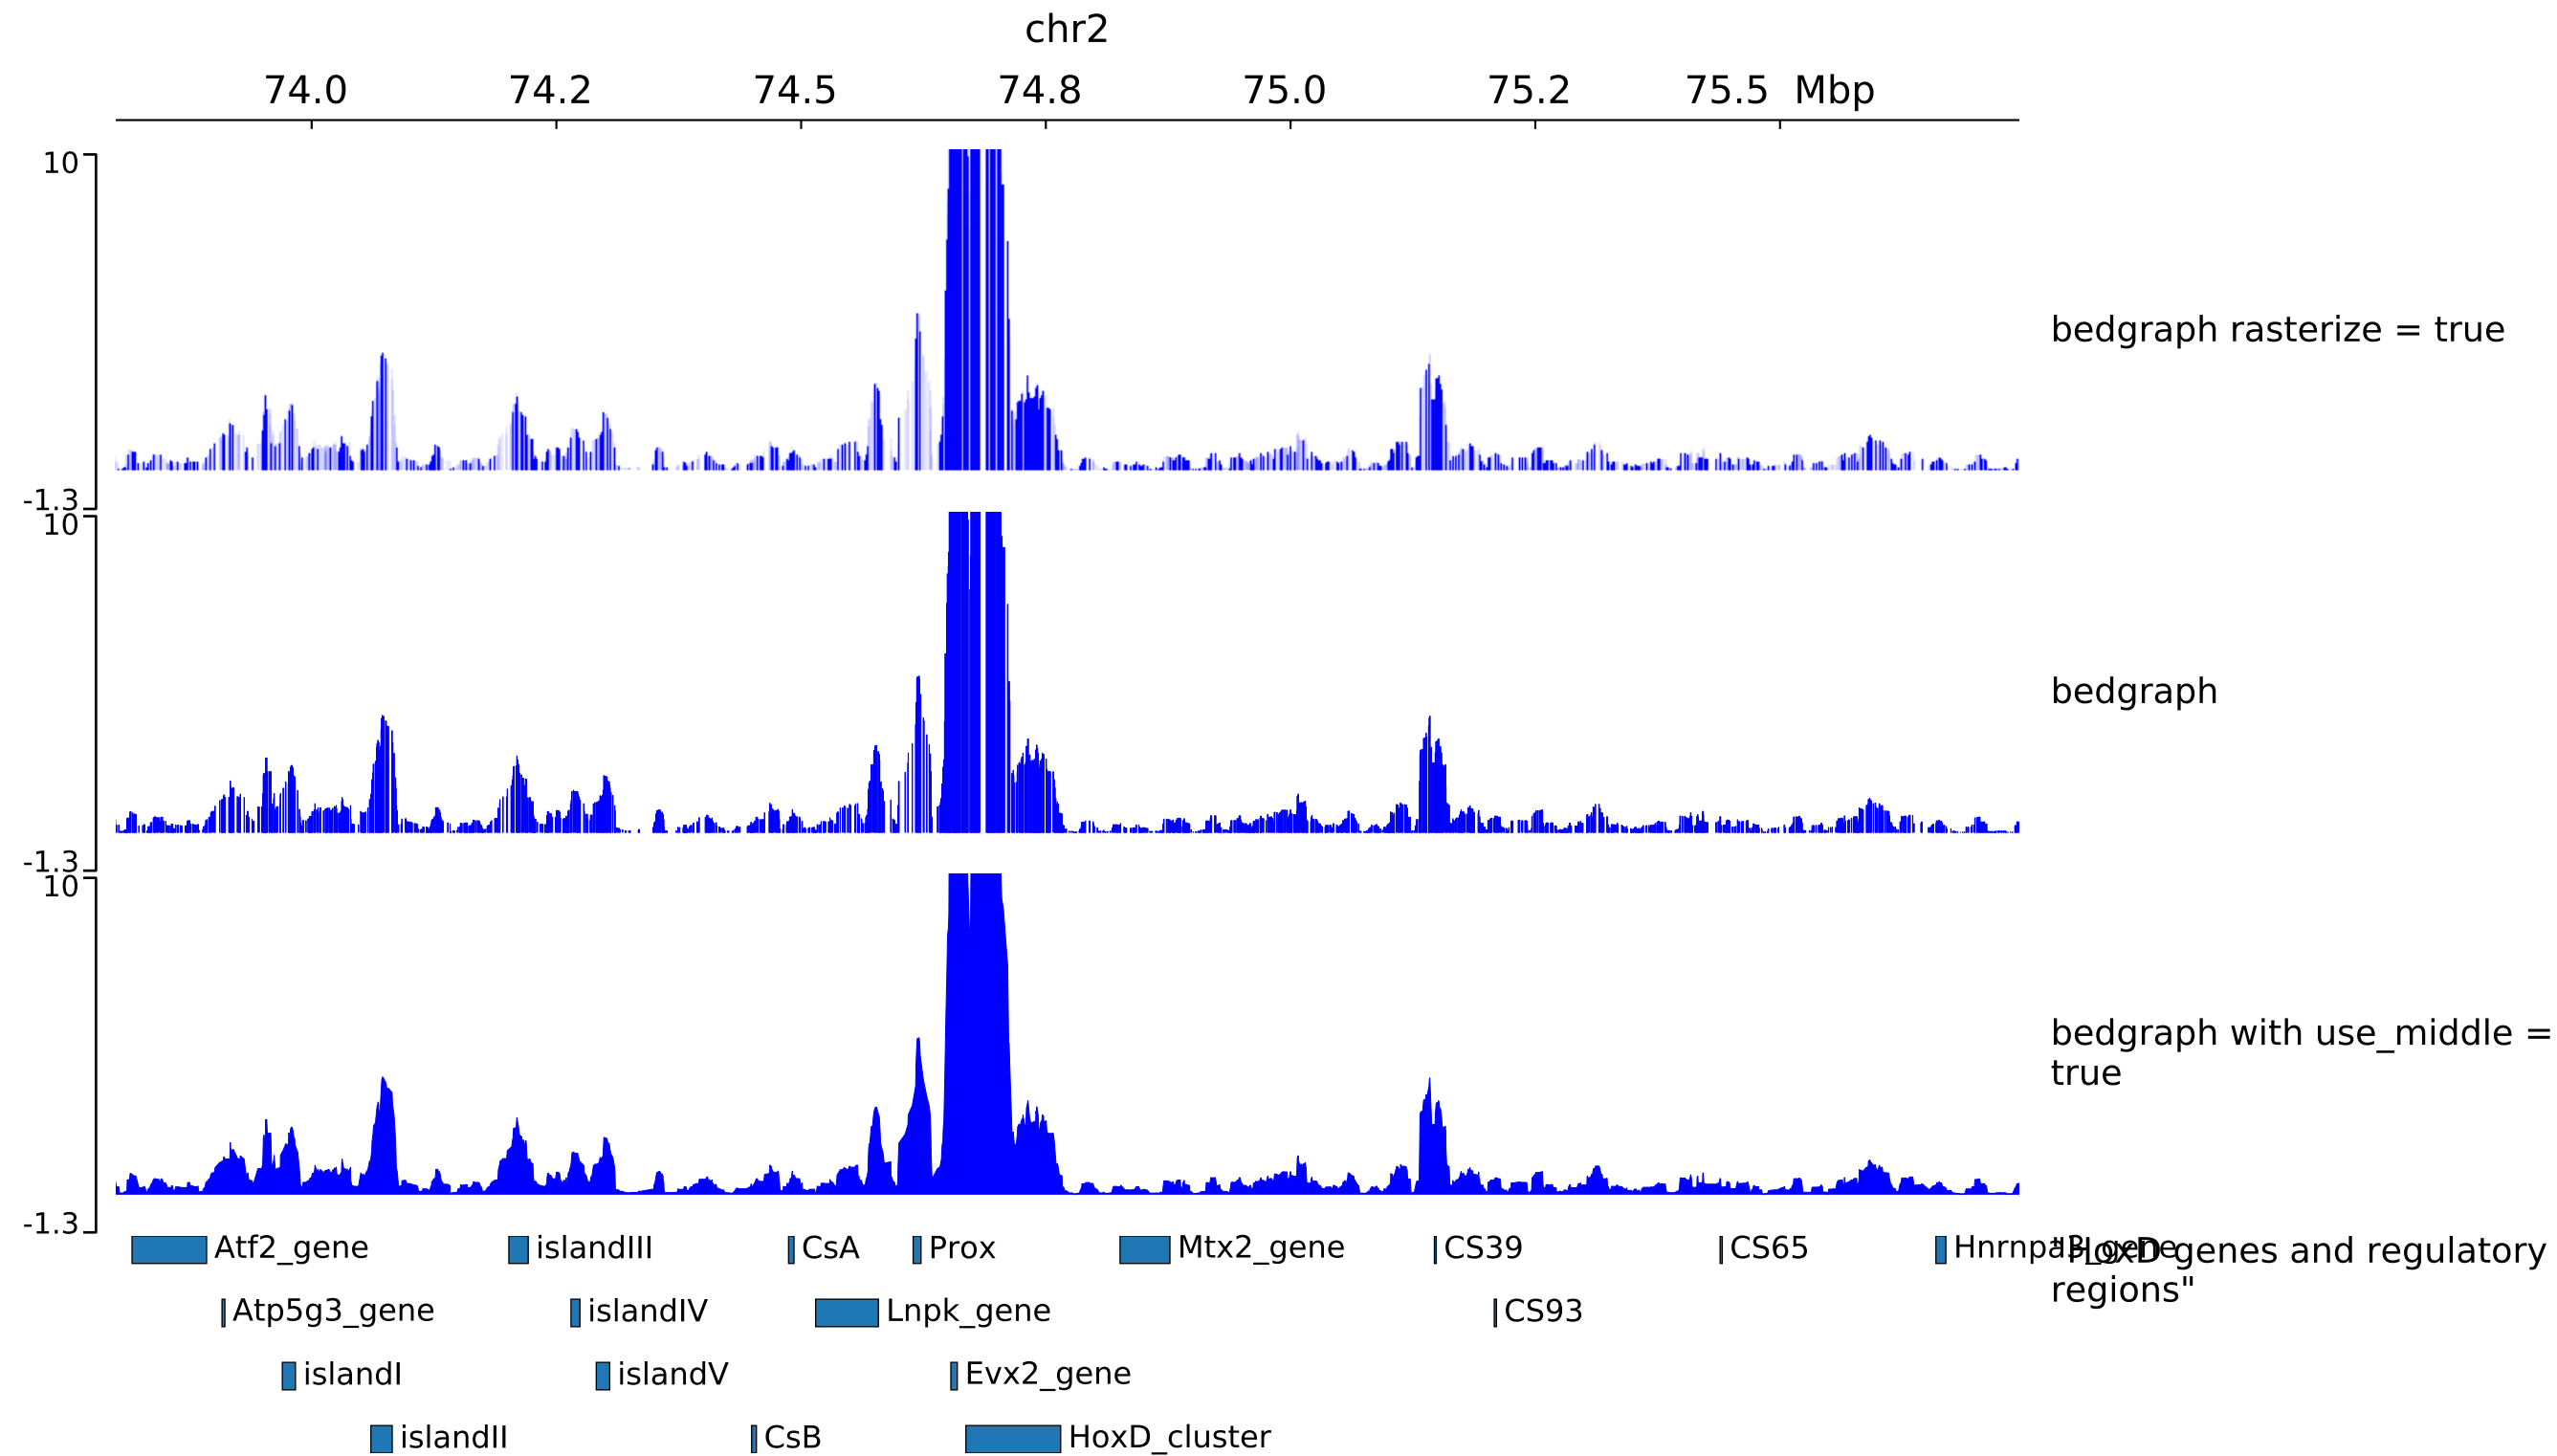 chr2
74.0 74.2 74.5 74.8 75.0 75.2 75.5 Mbp
10
bedgraph rasterize = true
-1.3
10
bedgraph
-1.3
10
bedgraph with use_middle =
true
-1.3
Atf2_gene islandIII CsA Prox Mtx2_gene CS39 CS65 Hnrnpa3_gene
"HoxD genes and regulatory
regions"
Atp5g3_gene islandIV Lnpk_gene CS93
islandI islandV Evx2_gene
islandII CsB HoxD_cluster